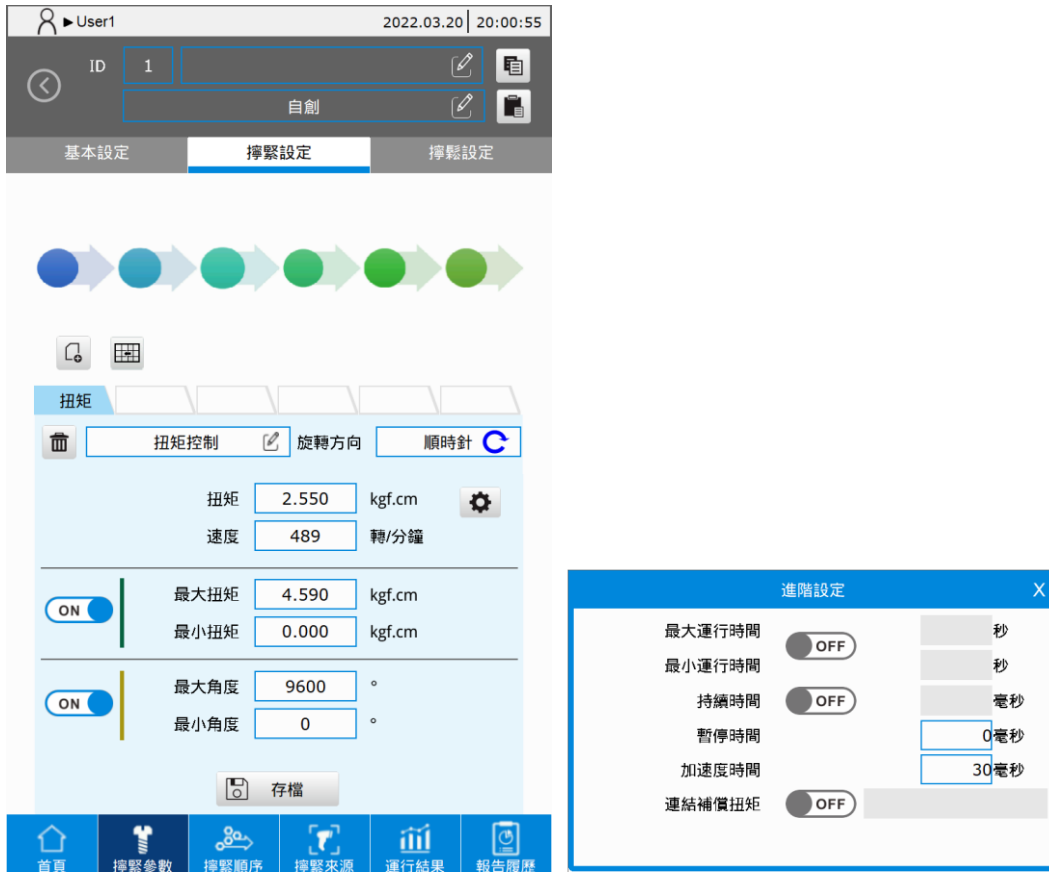 ►User1 2022.03.20 20:00:55
ID 1
自創
基本設定 擰緊設定 擰鬆設定
扭矩
扭矩控制 旋轉方向 順時針
扭矩 2.550 kgf.cm
速度 489 轉/分鐘
ON
最大扭矩 4.590 kgf.cm
最小扭矩 0.000 kgf.cm
ON
最大角度 9600 °
最小角度 0 °
存檔
首頁 擰緊參數 擰緊順序 擰緊來源 運行結果 報告履歷
進階設定 X
最大運行時間 秒
OFF
最小運行時間 秒
持續時間 OFF 毫秒
暫停時間 0毫秒
加速度時間 30毫秒
連結補償扭矩 OFF